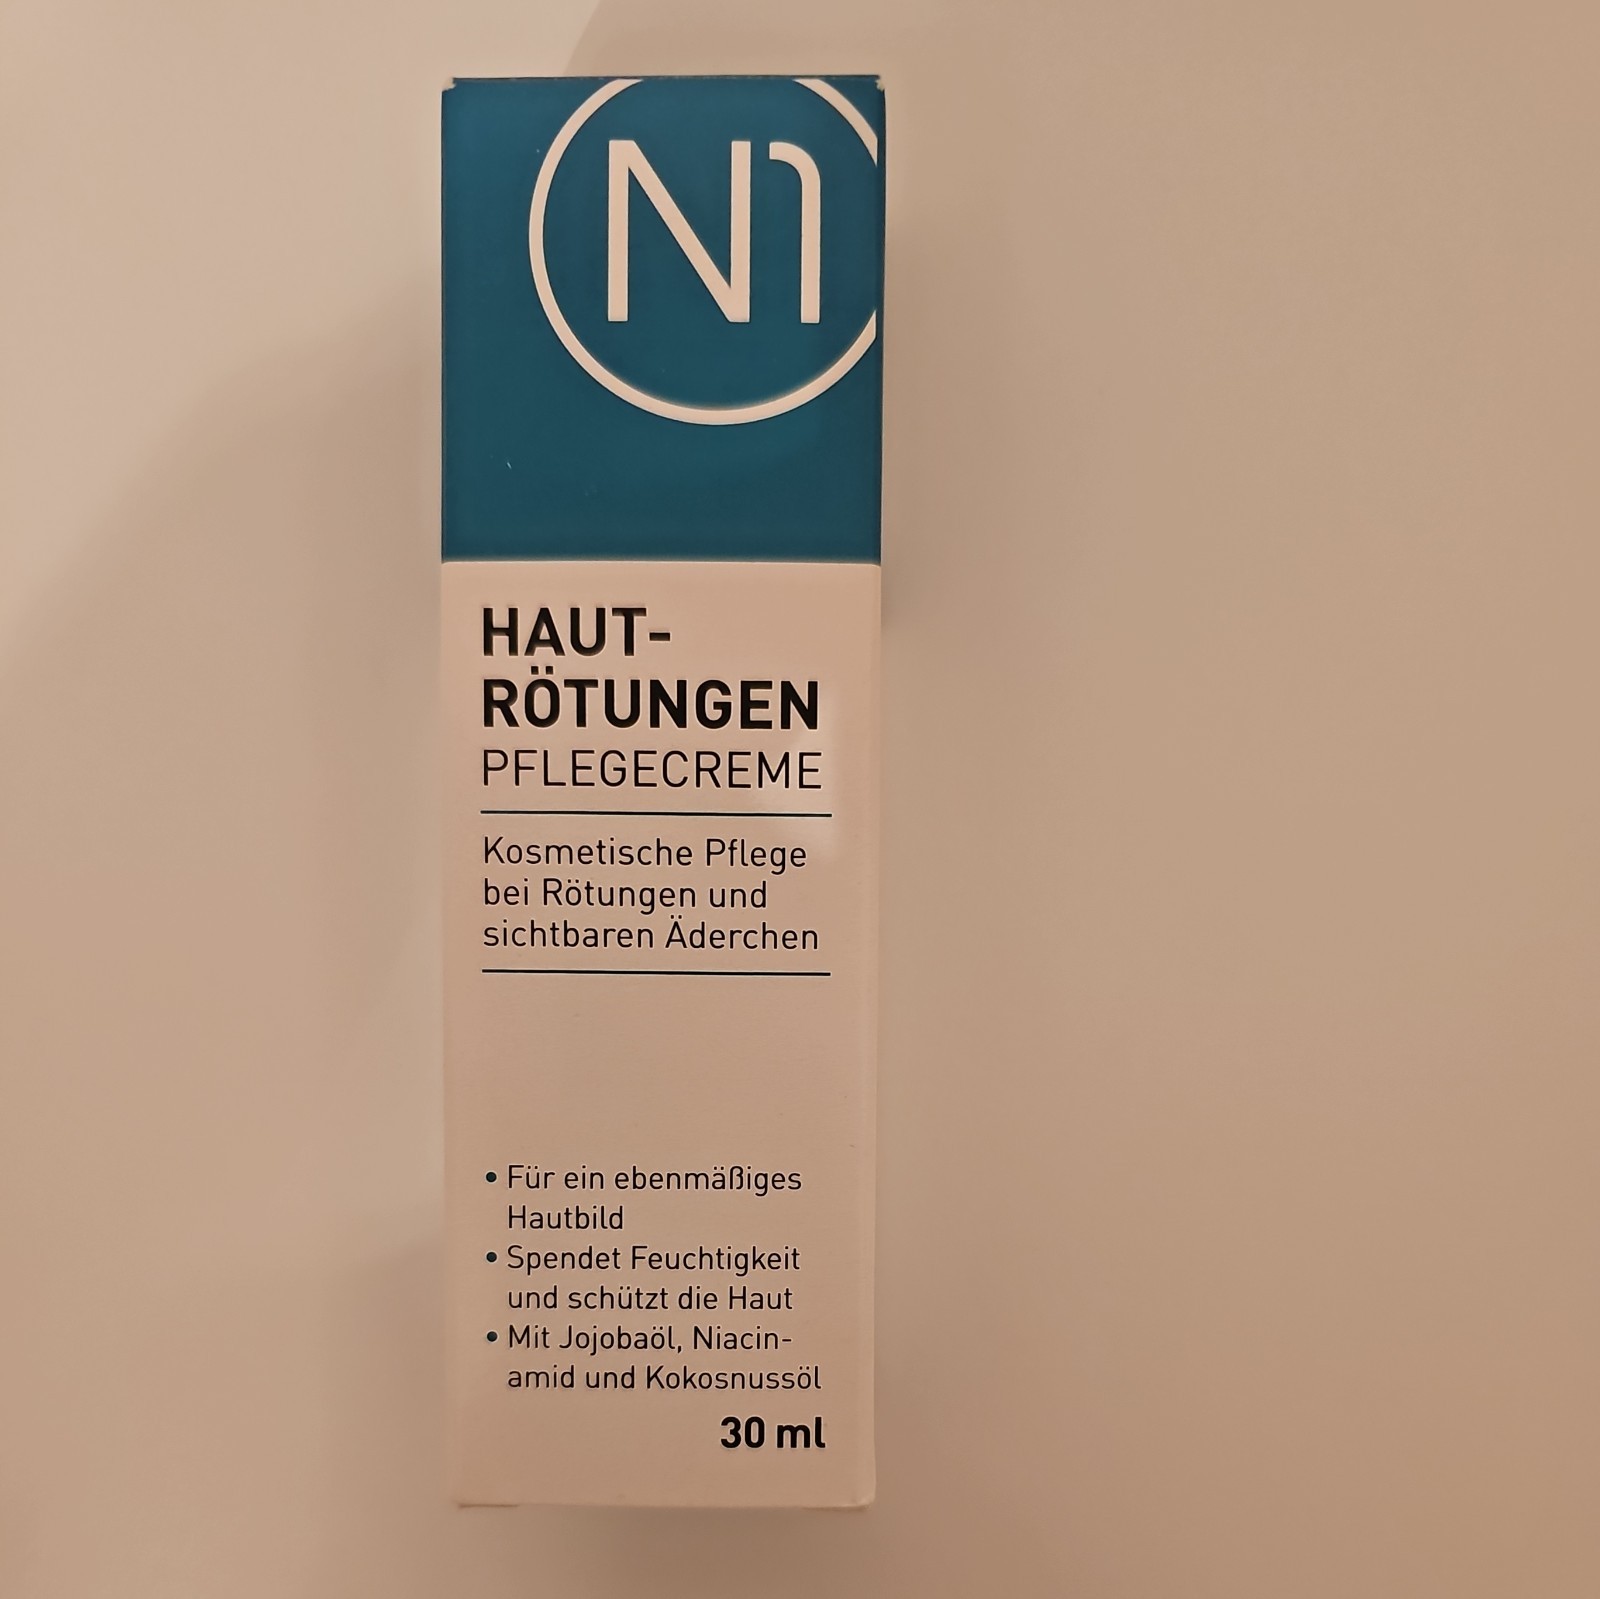 N1
HAUT-
RÖTUNGEN
PFLEGECREME
Kosmetische Pflege
bei Rötungen und
sichtbaren Äderchen
• Für ein ebenmäßiges
Hautbild
• Spendet Feuchtigkeit
und schützt die Haut
• Mit Jojobaöl, Niacin-
amid und Kokosnussöl
30 ml